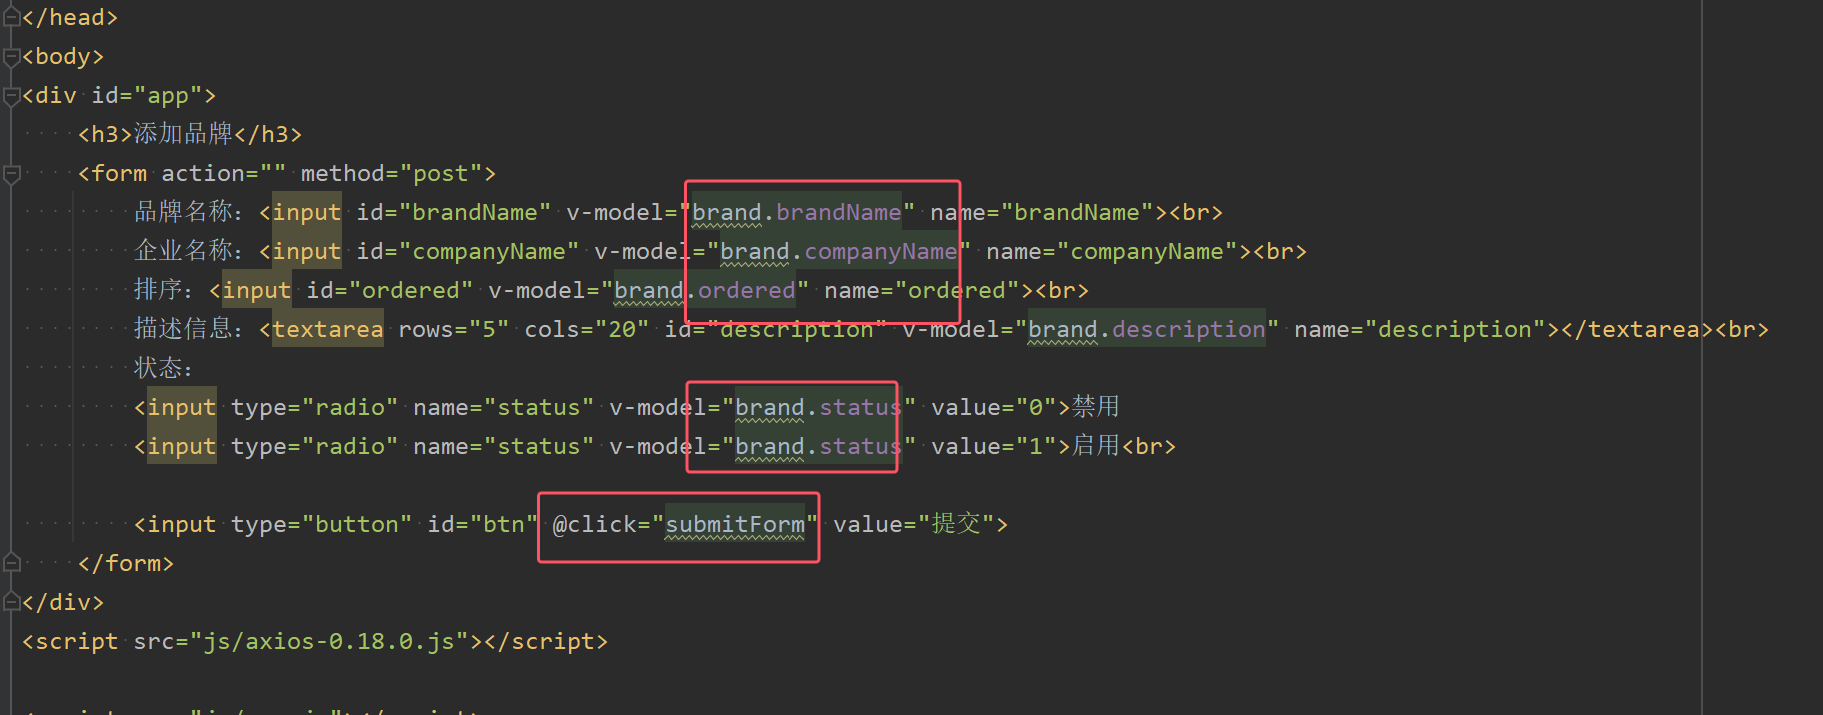 </head>
<body>
<div id="app">
<h3>添加品牌</h3>
<form action="" method="post">
品牌名称：<input id="brandName" v-model="brand.brandName" name="brandName"><br>
企业名称：<input id="companyName" v-model="brand.companyName" name="companyName"><br>
排序：<input id="ordered" v-model="brand.ordered" name="ordered"><br>
描述信息：<textarea rows="5" cols="20" id="description" v-model="brand.description" name="description"></textarea><br>
状态：
<input type="radio" name="status" v-model="brand.status" value="0">禁用
<input type="radio" name="status" v-model="brand.status" value="1">启用<br>
<input type="button" id="btn" @click="submitForm" value="提交">
</form>
</div>
<script src="js/axios-0.18.0.js"></script>